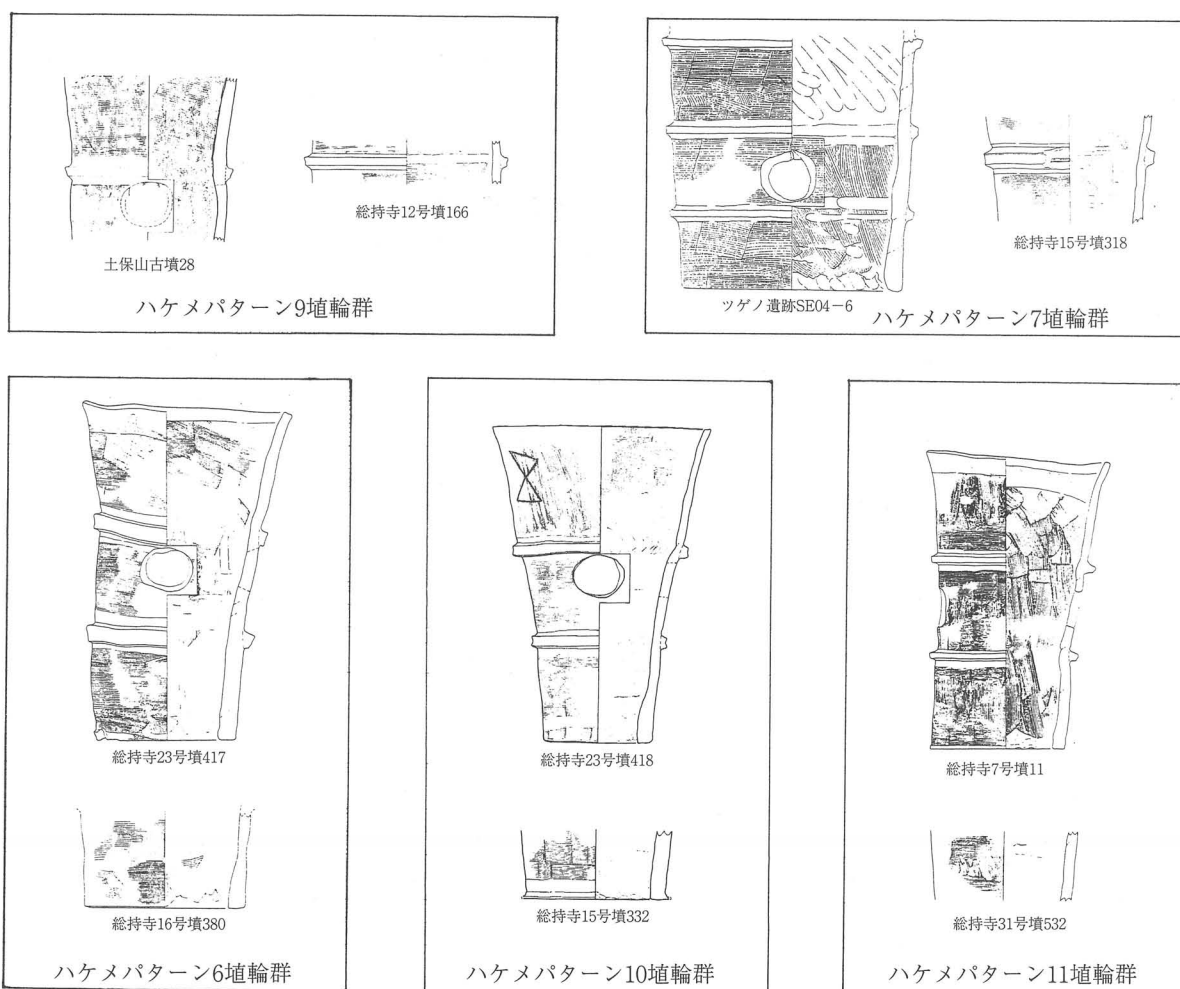 土保山古墳28
総持寺12号墳166
ハケメパターン9埴輪群
ツゲノ遺跡SE04－6
総持寺15号墳318
ハケメパターン7埴輪群
総持寺23号墳417
総持寺16号墳380
ハケメパターン6埴輪群
総持寺23号墳418
総持寺15号墳332
ハケメパターン10埴輪群
総持寺7号墳11
総持寺31号墳532
ハケメパターン11埴輪群